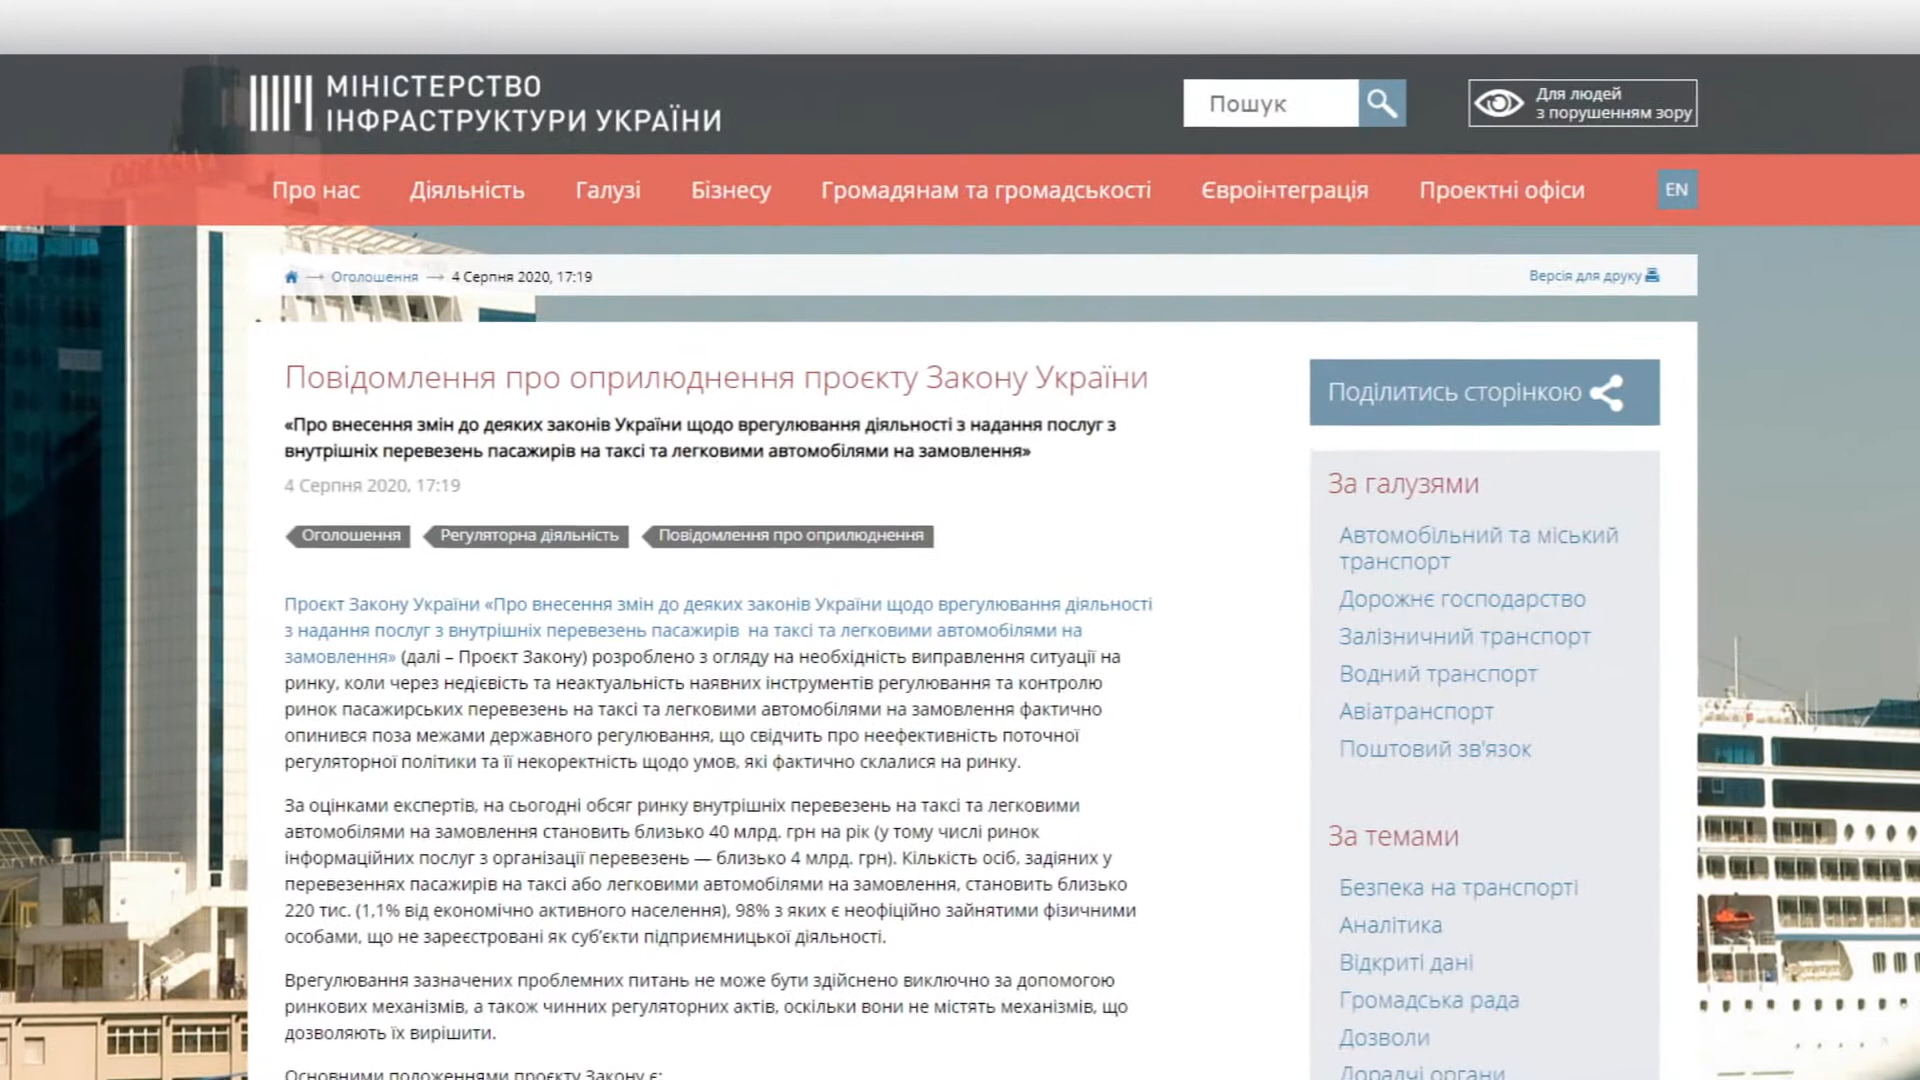 МІНІСТЕРСТВО
ІНФРАСТРУКТУРИ УКРАЇНИ
Пошук
Для людей
з порушенням зору
Про нас Діяльність Галузі Бізнесу Громадянам та громадськості Євроінтеграція Проектні офіси EN
Оголошення → 4 Серпня 2020, 17:19
Версія для друку
Повідомлення про оприлюднення проєкту Закону України
«Про внесення змін до деяких законів України щодо врегулювання діяльності з надання послуг з
внутрішніх перевезень пасажирів на таксі та легковими автомобілями на замовлення»
4 Серпня 2020, 17:19
Оголошення Регуляторна діяльність Повідомлення про оприлюднення
Проєкт Закону України «Про внесення змін до деяких законів України щодо врегулювання діяльності
з надання послуг з внутрішніх перевезень пасажирів на таксі та легковими автомобілями на
замовлення» (далі – Проєкт Закону) розроблено з огляду на необхідність виправлення ситуації на
ринку, коли через недієвість та неактуальність наявних інструментів регулювання та контролю
ринок пасажирських перевезень на таксі та легковими автомобілями на замовлення фактично
опинився поза межами державного регулювання, що свідчить про неефективність поточної
регуляторної політики та її некоректність щодо умов, які фактично склалися на ринку.
За оцінками експертів, на сьогодні обсяг ринку внутрішніх перевезень на таксі та легковими
автомобілями на замовлення становить близько 40 млрд. грн на рік (у тому числі ринок
інформаційних послуг з організації перевезень — близько 4 млрд. грн). Кількість осіб, задіяних у
перевезеннях пасажирів на таксі або легковими автомобілями на замовлення, становить близько
220 тис. (1,1% від економічно активного населення), 98% з яких є неофіційно зайнятими фізичними
особами, що не зареєстровані як суб’єкти підприємницької діяльності.
Врегулювання зазначених проблемних питань не може бути здійснено виключно за допомогою
ринкових механізмів, а також чинних регуляторних актів, оскільки вони не містять механізмів, що
дозволяють їх вирішити.
Основними положеннями проєкту Закону є:
Поділитись сторінкою
За галузями
Автомобільний та міський
транспорт
Дорожнє господарство
Залізничний транспорт
Водний транспорт
Авіатранспорт
Поштовий зв'язок
За темами
Безпека на транспорті
Аналітика
Відкриті дані
Громадська рада
Дозволи
Дорадчі органи